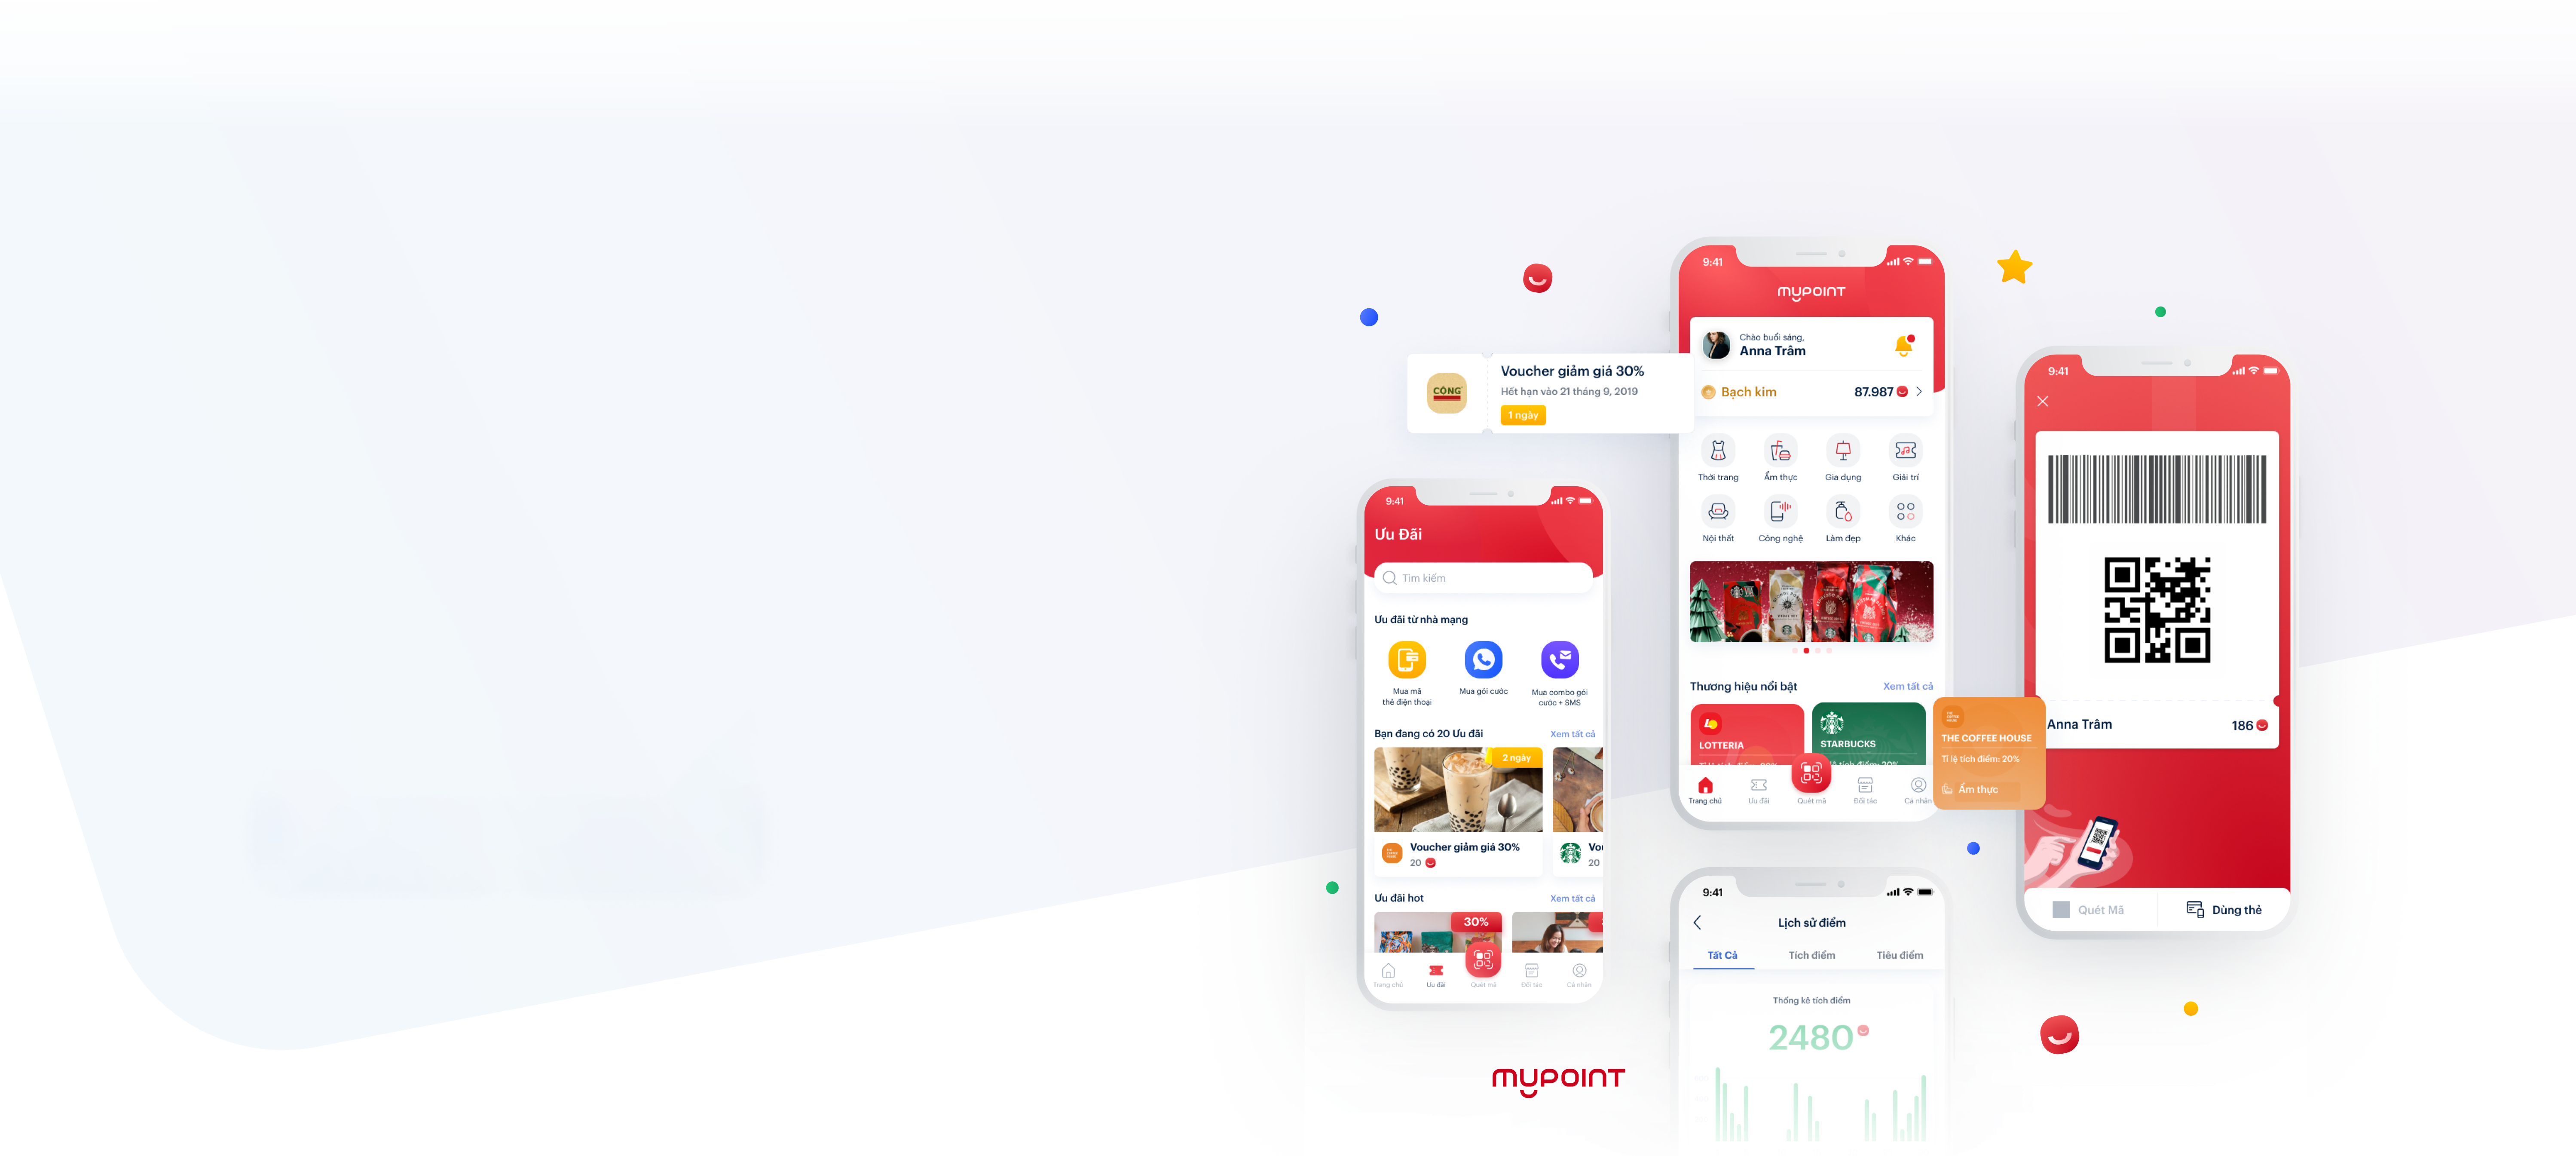 9:41
mypoint
Chào buổi sáng,
Anna Trâm
Bạch kim
87.987
Thời trang
Ẩm thực
Gia dụng
Giải trí
Nội thất
Công nghệ
Làm đẹp
Khác
Thương hiệu nổi bật
Xem tất cả
LOTTERIA
STARBUCKS
Trang chủ
Ưu đãi
Quét mã
Đối tác
Cá nhân
THE COFFEE HOUSE
Tỉ lệ tích điểm: 20%
Ẩm thực
CỘNG
Voucher giảm giá 30%
Hết hạn vào 21 tháng 9, 2019
1 ngày
9:41
Ưu Đãi
Tìm kiếm
Ưu đãi từ nhà mạng
Mua mã
thẻ điện thoại
Mua gói cước
Mua combo gói
cước + SMS
Bạn đang có 20 Ưu đãi
Xem tất cả
2 ngày
Voucher giảm giá 30%
20
Vou
20
Ưu đãi hot
Xem tất cả
30%
Trang chủ
Ưu đãi
Quét mã
Đối tác
Cá nhân
9:41
Anna Trâm
186
Quét Mã
Dùng thẻ
9:41
Lịch sử điểm
Tất Cả
Tích điểm
Tiêu điểm
Thống kê tích điểm
2480
mypoint